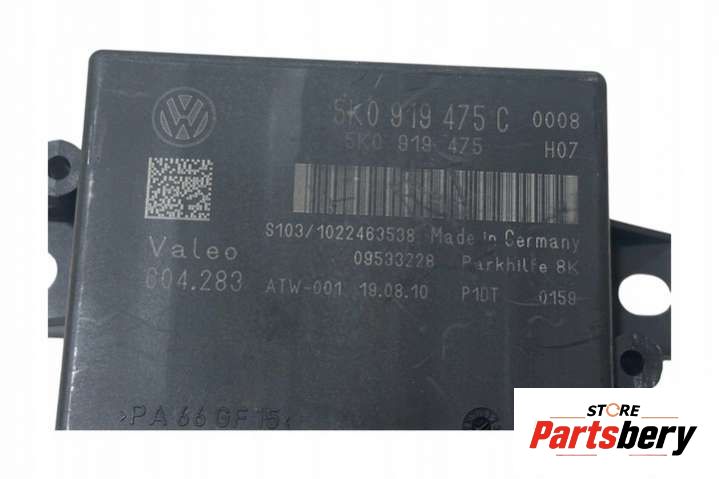 5K0 919 475 C 0008
5K0 919 475 H07
S103/1022463538 Made in Germany
Valeo 09533228 Parkhilfe 8K
604.283 ATW-001 19.08.10 P1DT 0159
>PA 66 GF 15<
STORE
Partsbery